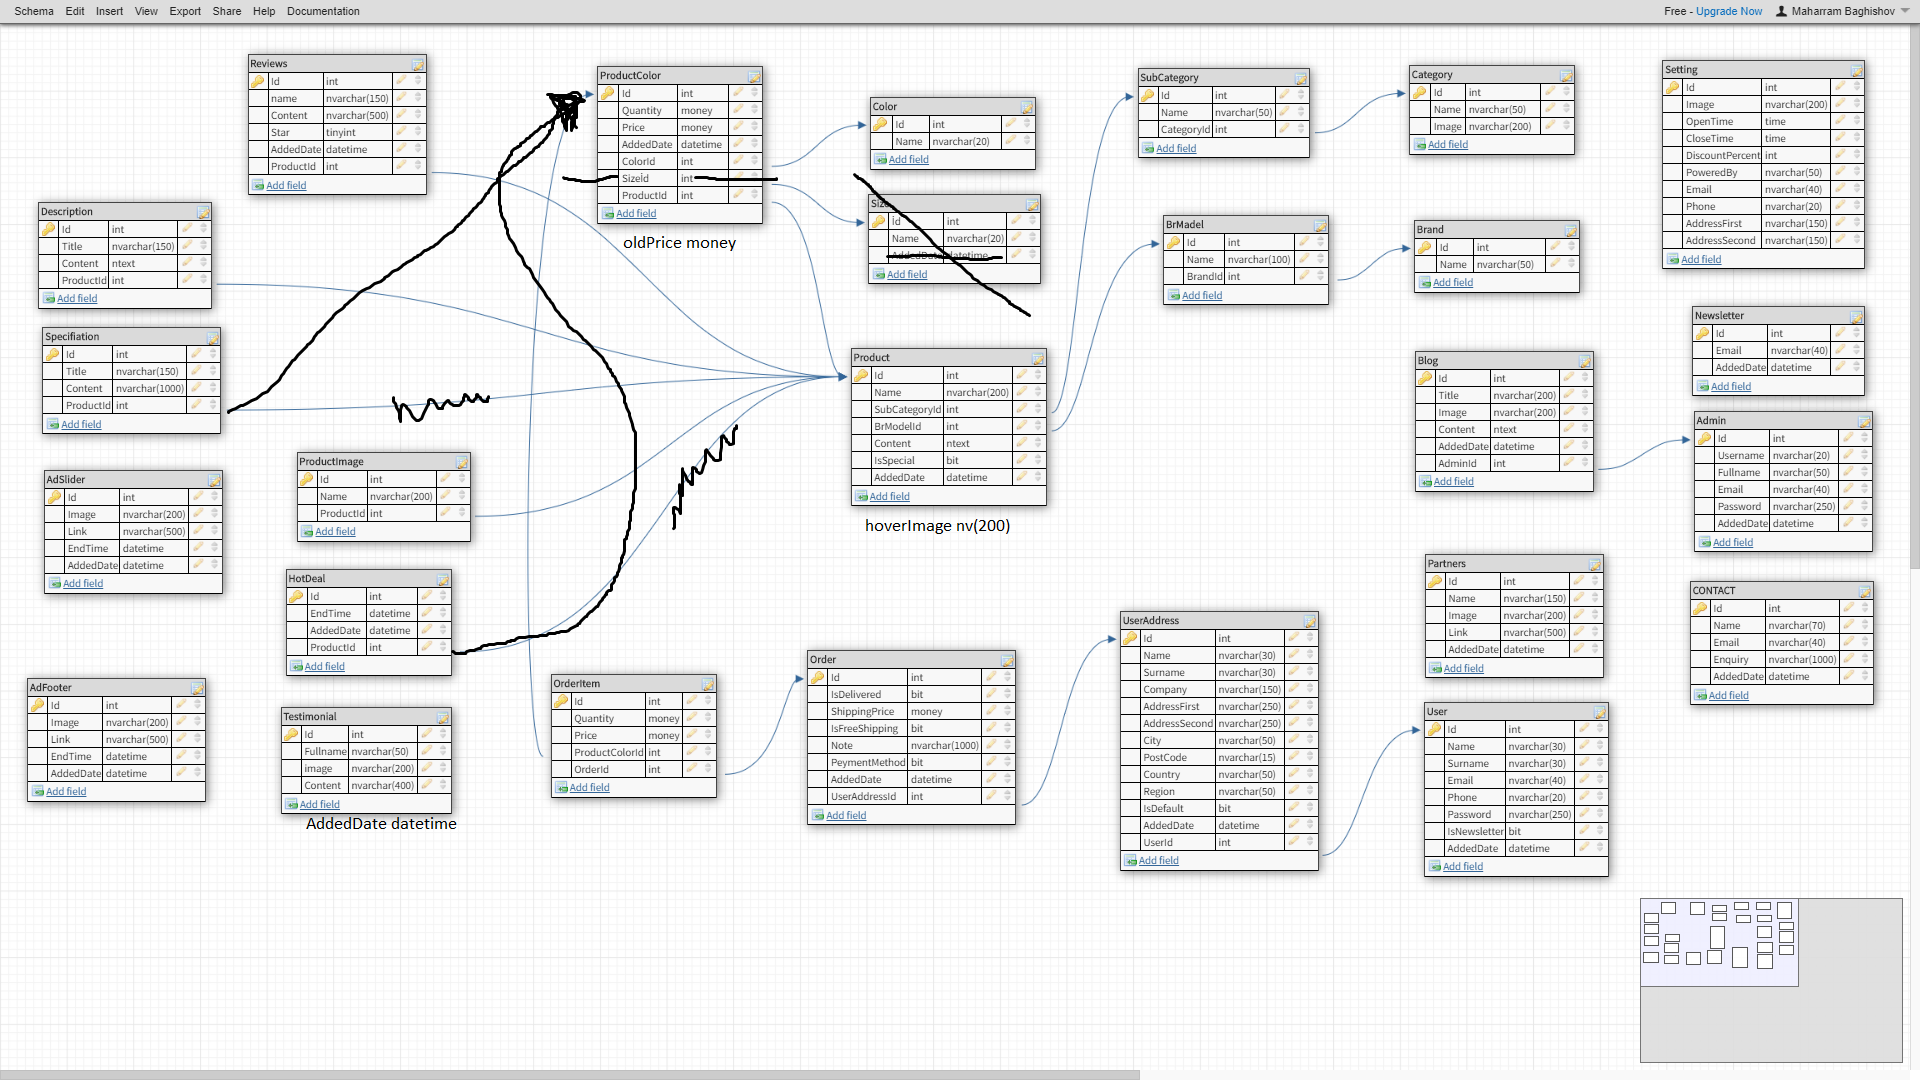 Schema Edit Insert View Export Share Help Documentation
Free - Upgrade Now Maharram Baghishov
Reviews
Id int
name nvarchar(150)
Content nvarchar(500)
Star tinyint
AddedDate datetime
ProductId int
Add field
ProductColor
Id int
Quantity money
Price money
AddedDate datetime
ColorId int
Sizeid int
ProductId int
Add field
oldPrice money
Color
Id int
Name nvarchar(20)
Add field
Size
Id int
Name nvarchar(20)
AddedDate datetime
Add field
SubCategory
Id int
Name nvarchar(50)
CategoryId int
Add field
Category
Id int
Name nvarchar(50)
Image nvarchar(200)
Add field
Setting
Id int
Image nvarchar(200)
OpenTime time
CloseTime time
DiscountPercent int
PoweredBy nvarchar(50)
Email nvarchar(40)
Phone nvarchar(20)
AddressFirst nvarchar(150)
AddressSecond nvarchar(150)
Add field
Description
Id int
Title nvarchar(150)
Content ntext
ProductId int
Add field
BrMadel
Id int
Name nvarchar(100)
BrandId int
Add field
Brand
Id int
Name nvarchar(50)
Add field
Specifiation
Id int
Title nvarchar(150)
Content nvarchar(1000)
ProductId int
Add field
Product
Id int
Name nvarchar(200)
SubCategoryId int
BrModelId int
Content ntext
IsSpecial bit
AddedDate datetime
Add field
hoverImage nv(200)
Blog
Id int
Title nvarchar(200)
Image nvarchar(200)
Content ntext
AddedDate datetime
AdminId int
Add field
Newsletter
Id int
Email nvarchar(40)
AddedDate datetime
Add field
Admin
Id int
Username nvarchar(20)
Fullname nvarchar(50)
Email nvarchar(40)
Password nvarchar(250)
AddedDate datetime
Add field
AdSlider
Id int
Image nvarchar(200)
Link nvarchar(500)
EndTime datetime
AddedDate datetime
Add field
ProductImage
Id int
Name nvarchar(200)
ProductId int
Add field
HotDeal
Id int
EndTime datetime
AddedDate datetime
ProductId int
Add field
Partners
Id int
Name nvarchar(150)
Image nvarchar(200)
Link nvarchar(500)
AddedDate datetime
Add field
CONTACT
Id int
Name nvarchar(70)
Email nvarchar(40)
Enquiry nvarchar(1000)
AddedDate datetime
Add field
AdFooter
Id int
Image nvarchar(200)
Link nvarchar(500)
EndTime datetime
AddedDate datetime
Add field
Testimonial
Id int
Fullname nvarchar(50)
image nvarchar(200)
Content nvarchar(400)
Add field
AddedDate datetime
OrderItem
Id int
Quantity money
Price money
ProductColorId int
OrderId int
Add field
Order
Id int
IsDelivered bit
ShippingPrice money
IsFreeShipping bit
Note nvarchar(1000)
PeymentMethod bit
AddedDate datetime
UserAddressId int
Add field
UserAddress
Id int
Name nvarchar(30)
Surname nvarchar(30)
Company nvarchar(150)
AddressFirst nvarchar(250)
AddressSecond nvarchar(250)
City nvarchar(50)
PostCode nvarchar(15)
Country nvarchar(50)
Region nvarchar(50)
IsDefault bit
AddedDate datetime
UserId int
Add field
User
Id int
Name nvarchar(30)
Surname nvarchar(30)
Email nvarchar(40)
Phone nvarchar(20)
Password nvarchar(250)
IsNewsletter bit
AddedDate datetime
Add field